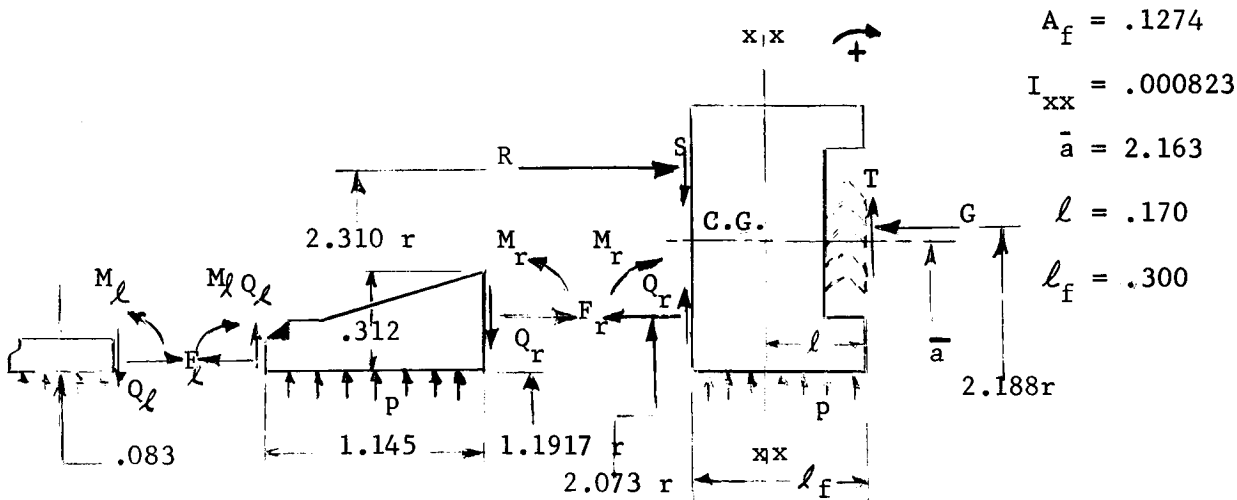 A_f = .1274
x x
+
I_xx = .000823
ā = 2.163
R
S
T
G
ℓ = .170
C.G.
2.310 r
M_r
M_r
ℓ_f = .300
M_ℓ
M_ℓ Q_ℓ
F_r
Q_r
.312
ℓ
ā
F_ℓ
Q_r
Q_ℓ
p
p
2.188r
.083
1.145
1.1917 r
xx
2.073 r
ℓ_f